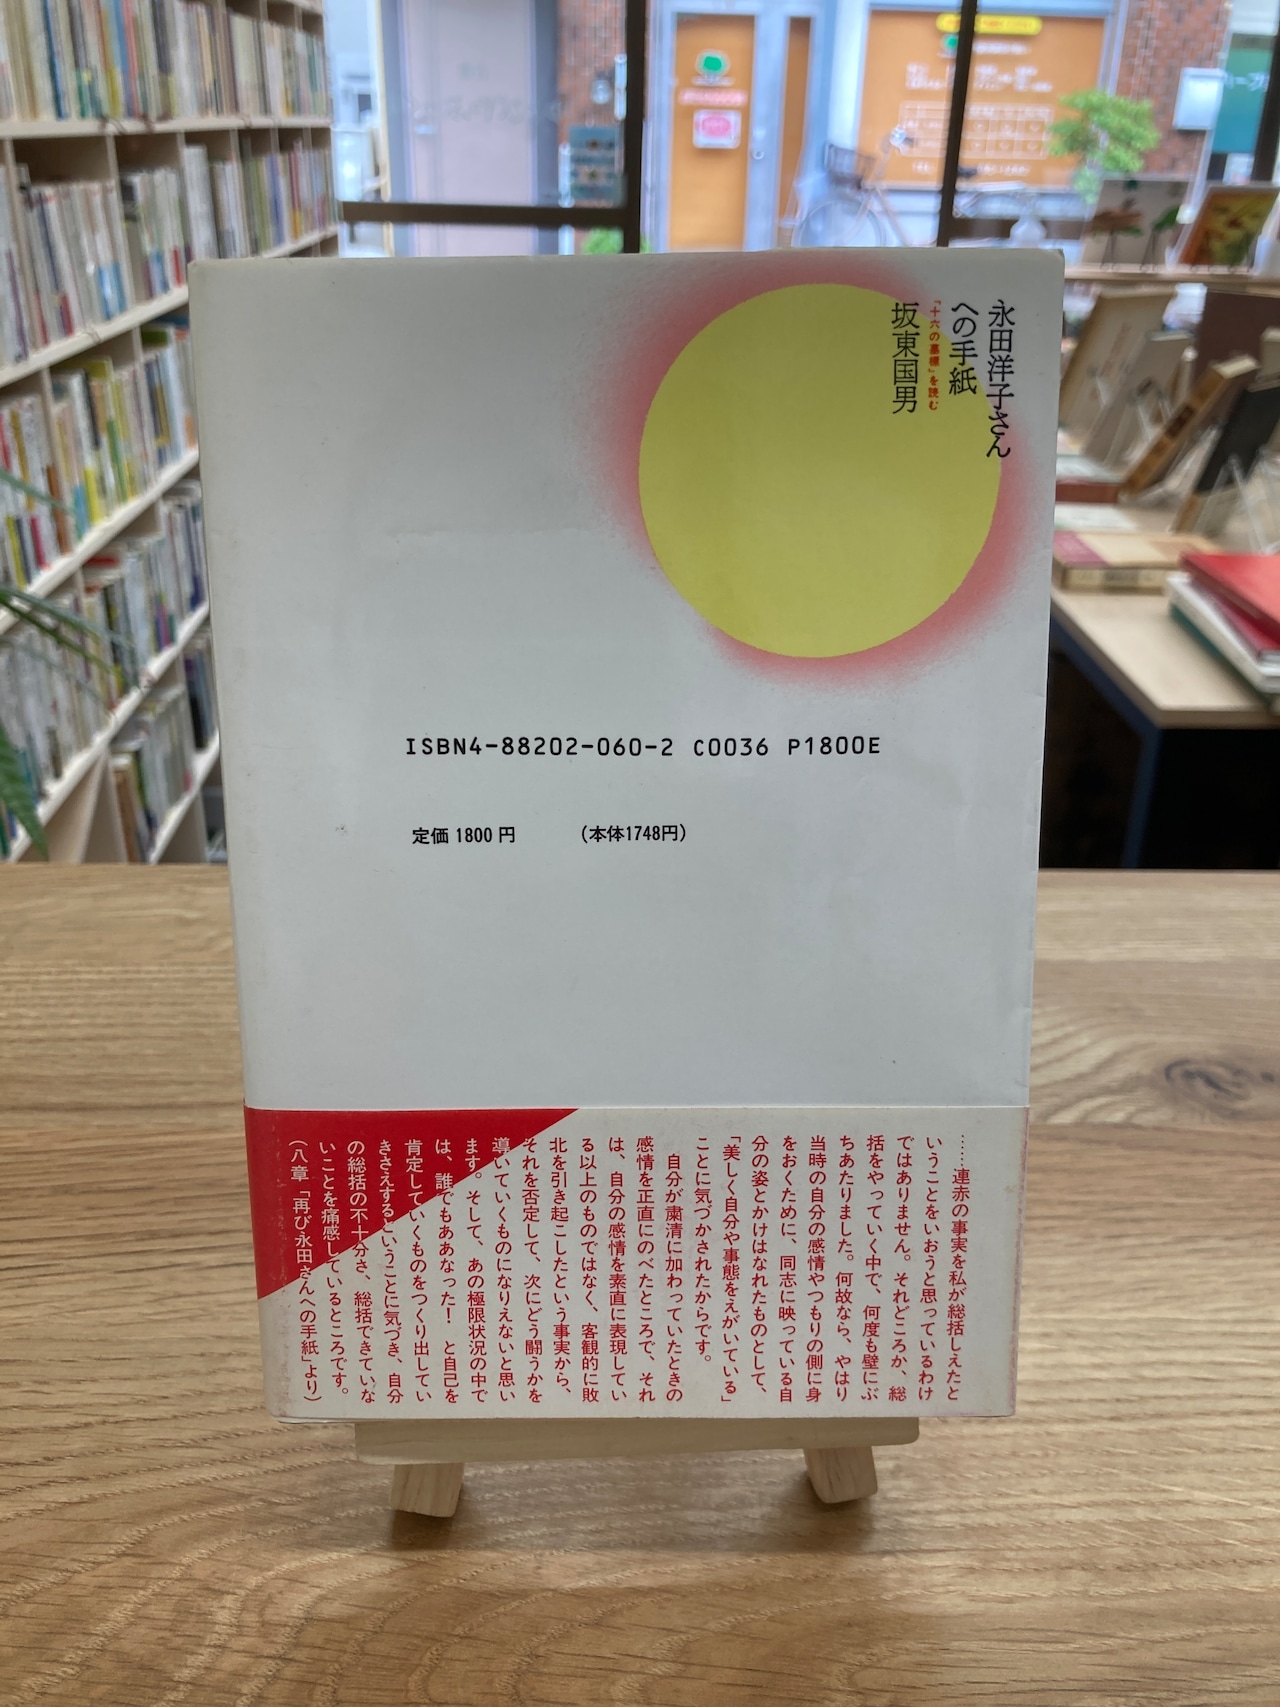 永田洋子さん
への手紙
「十六の墓標」を読む
坂東国男
ISBN4-88202-060-2 C0036 P1800E
定価 1800 円 (本体1748円)
……連赤の事実を私が総括しえたと
いうことをいおうと思っているわけ
ではありません。それどころか、総
括をやっていく中で、何度も壁にぶ
ちあたりました。何故なら、やはり
当時の自分の感情やつもりの側に身
をおくために、同志に映っている自
分の姿とかけはなれたものとして、
「美しく自分や事態をえがいている」
ことに気づかされたからです。
自分が粛清に加わっていたときの
感情を正直にのべたところで、それ
は、自分の感情を素直に表現してい
る以上のものではなく、客観的に敗
北を引き起こしたという事実から、
それを否定して、次にどう闘うかを
導いていくものになりえないと思い
ます。そして、あの極限状況の中で
は、誰でもああなった！と自己を
肯定していくものをつくり出してい
きさえするということに気づき、自分
の総括の不十分さ、総括できていな
いことを痛感しているところです。
（八章「再び永田さんへの手紙」より）